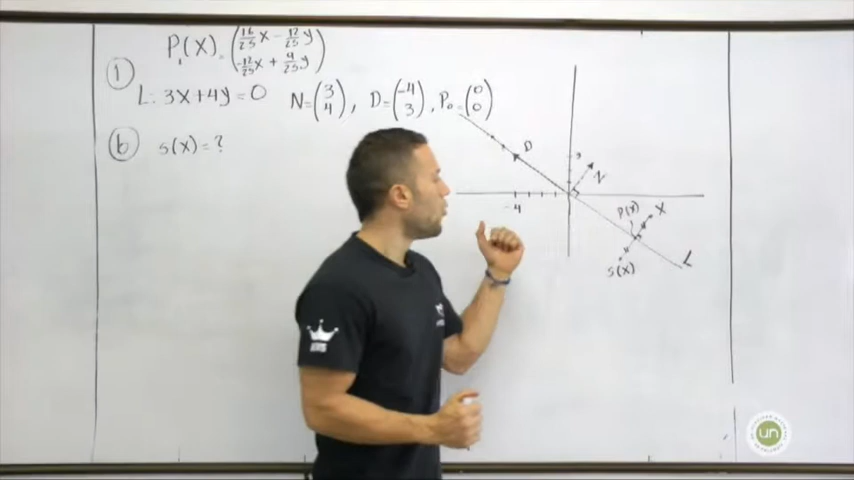 P₁(X) = (16/25 x - 12/25 y)
(-12/25 x + 9/25 y)
①
L: 3x+4y=0 N=(3 4), D=(-4 3), P₀=(0 0)
ⓑ s(X)=?
D
3
N
-4
P(X) X
S(X) L
un